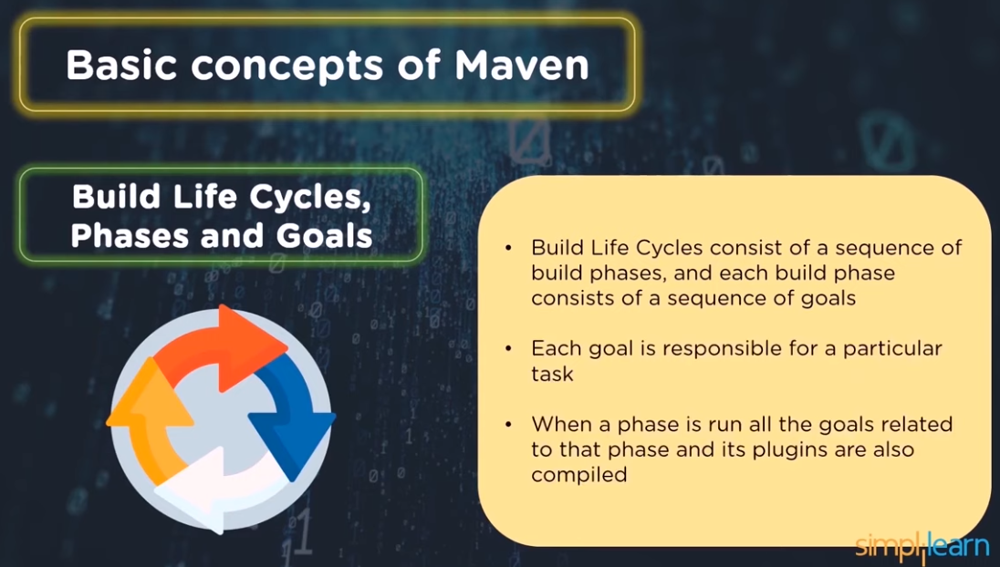 Basic concepts of Maven
Build Life Cycles,
Phases and Goals
• Build Life Cycles consist of a sequence of
build phases, and each build phase
consists of a sequence of goals
• Each goal is responsible for a particular
task
• When a phase is run all the goals related
to that phase and its plugins are also
compiled
simplilearn